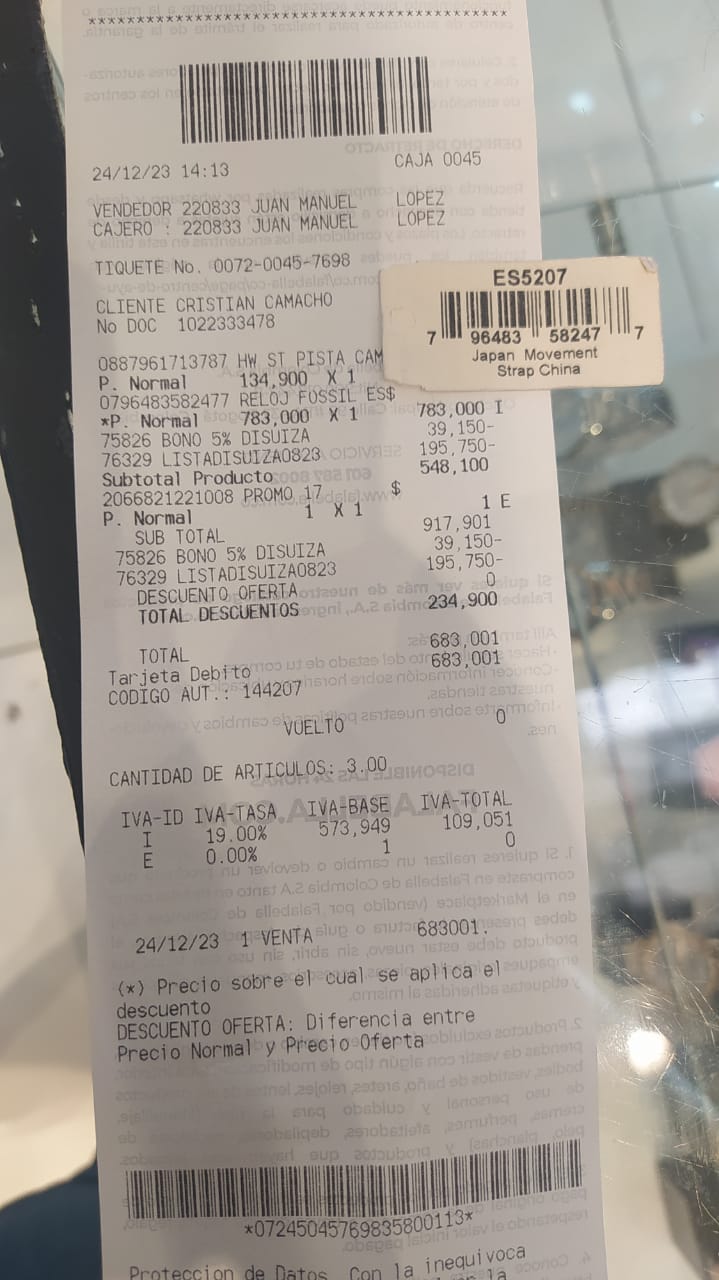 ****************************************
24/12/23 14:13 CAJA 0045
VENDEDOR 220833 JUAN MANUEL LOPEZ
CAJERO : 220833 JUAN MANUEL LOPEZ
TIQUETE No. 0072-0045-7698
CLIENTE CRISTIAN CAMACHO
No DOC 1022333478
ES5207
7 96483 58247 7
Japan Movement
Strap China
0887961713787 HW ST PISTA CAM
P. Normal 134,900 X 1
0796483582477 RELOJ FOSSIL ES$
*P. Normal 783,000 X 1 783,000 I
75826 BONO 5% DISUIZA 39,150-
76329 LISTADISUIZA0823 195,750-
Subtotal Producto 548,100
2066821221008 PROMO 17 $
P. Normal 1 X 1 1 E
SUB TOTAL 917,901
75826 BONO 5% DISUIZA 39,150-
76329 LISTADISUIZA0823 195,750-
DESCUENTO OFERTA 0
TOTAL DESCUENTOS 234,900
TOTAL 683,001
Tarjeta Debito 683,001
CODIGO AUT.: 144207
VUELTO 0
CANTIDAD DE ARTICULOS: 3.00
IVA-ID IVA-TASA IVA-BASE IVA-TOTAL
I 19.00% 573,949 109,051
E 0.00% 1 0
24/12/23 1 VENTA 683001.
(*) Precio sobre el cual se aplica el
descuento
DESCUENTO OFERTA: Diferencia entre
Precio Normal y Precio Oferta
*07245045769835800113*
Proteccion de Datos. Con la inequivoca